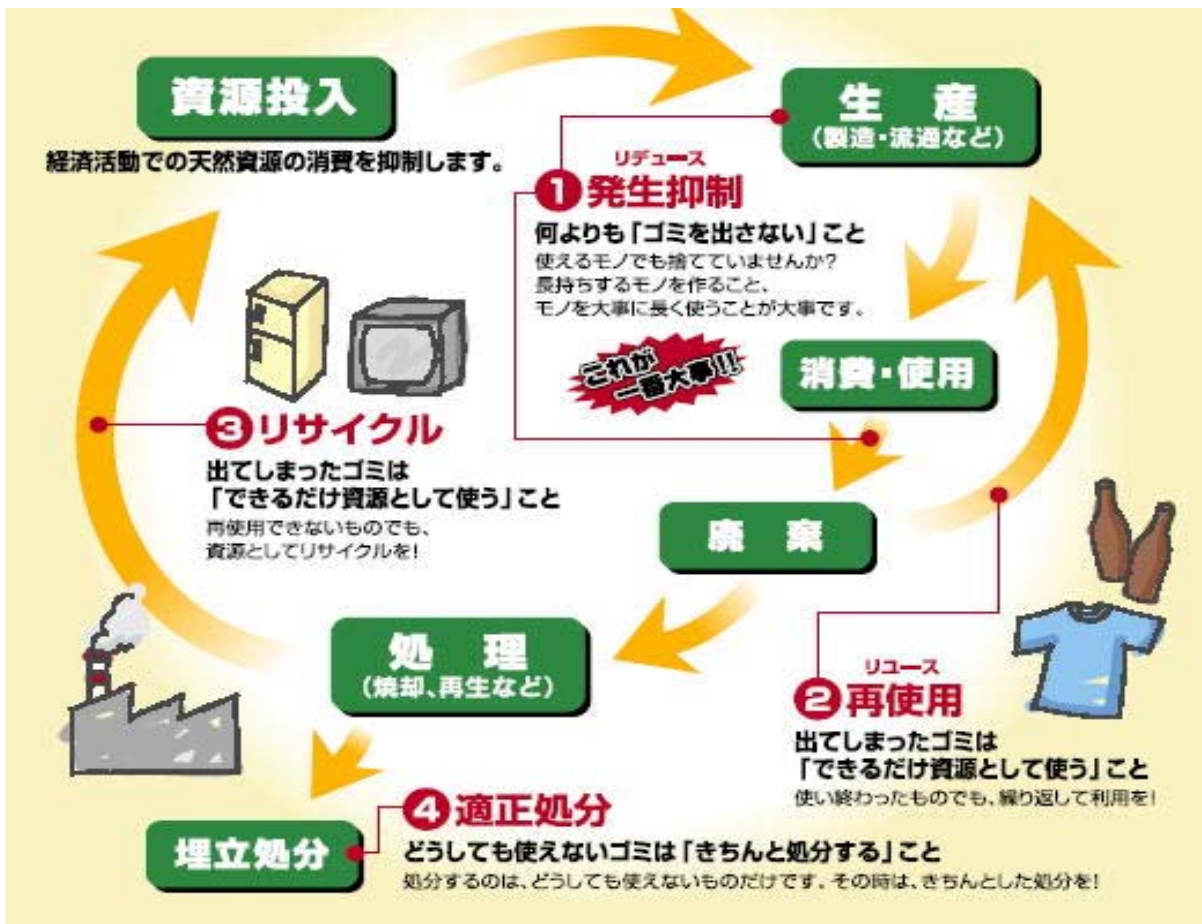 資源投入
経済活動での天然資源の消費を抑制します。
生 産
(製造・流通など)
リデュース
1発生抑制
何よりも「ゴミを出さない」こと
使えるモノでも捨てていませんか?
長持ちするモノを作ること、
モノを大事に長く使うことが大事です。
これが
一番大事!!
消費・使用
3リサイクル
出てしまったゴミは
「できるだけ資源として使う」こと
再使用できないものでも、
資源としてリサイクルを!
廃 棄
処 理
(焼却、再生など)
リユース
2再使用
出てしまったゴミは
「できるだけ資源として使う」こと
使い終わったものでも、繰り返して利用を!
4適正処分
どうしても使えないゴミは「きちんと処分する」こと
処分するのは、どうしても使えないものだけです。その時は、きちんとした処分を!
埋立処分